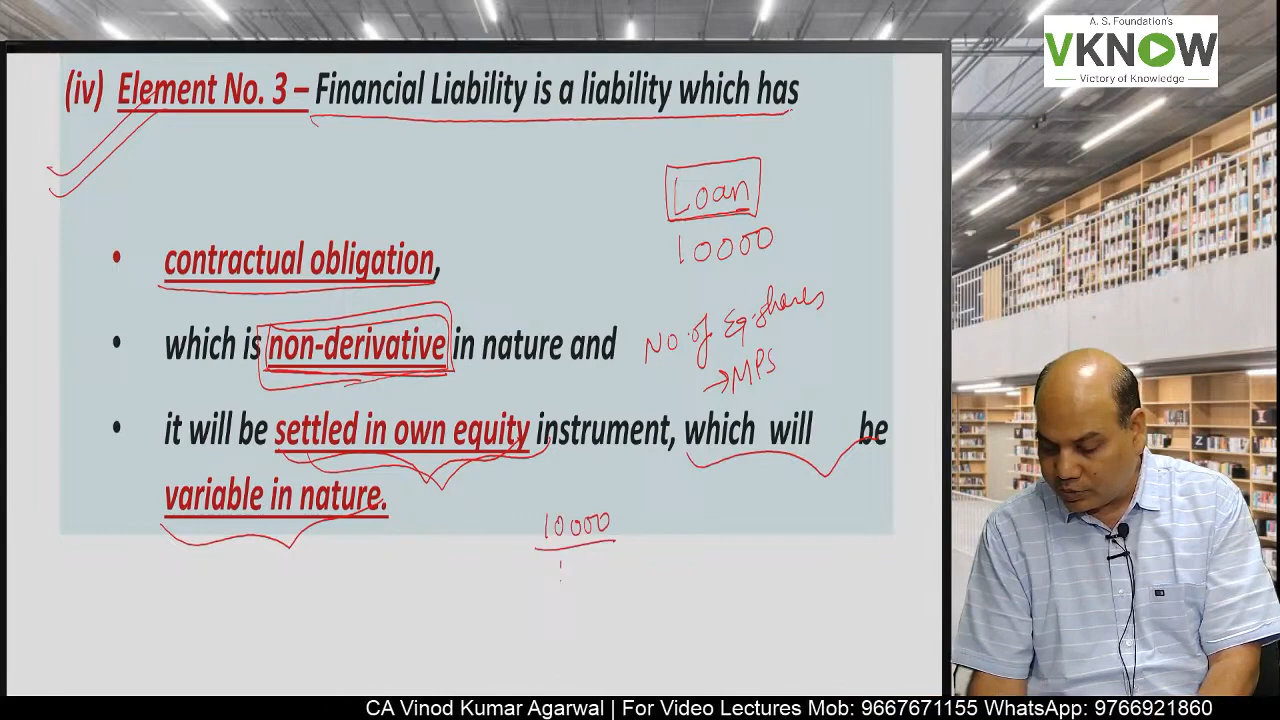 A. S. Foundation's
VKNOW
Victory of Knowledge
(iv) Element No. 3 – Financial Liability is a liability which has
Loan
10000
• contractual obligation,
No. of Eq. shares
→ MPS
• which is non-derivative in nature and
• it will be settled in own equity instrument, which will be
variable in nature.
10000
CA Vinod Kumar Agarwal | For Video Lectures Mob: 9667671155 WhatsApp: 9766921860